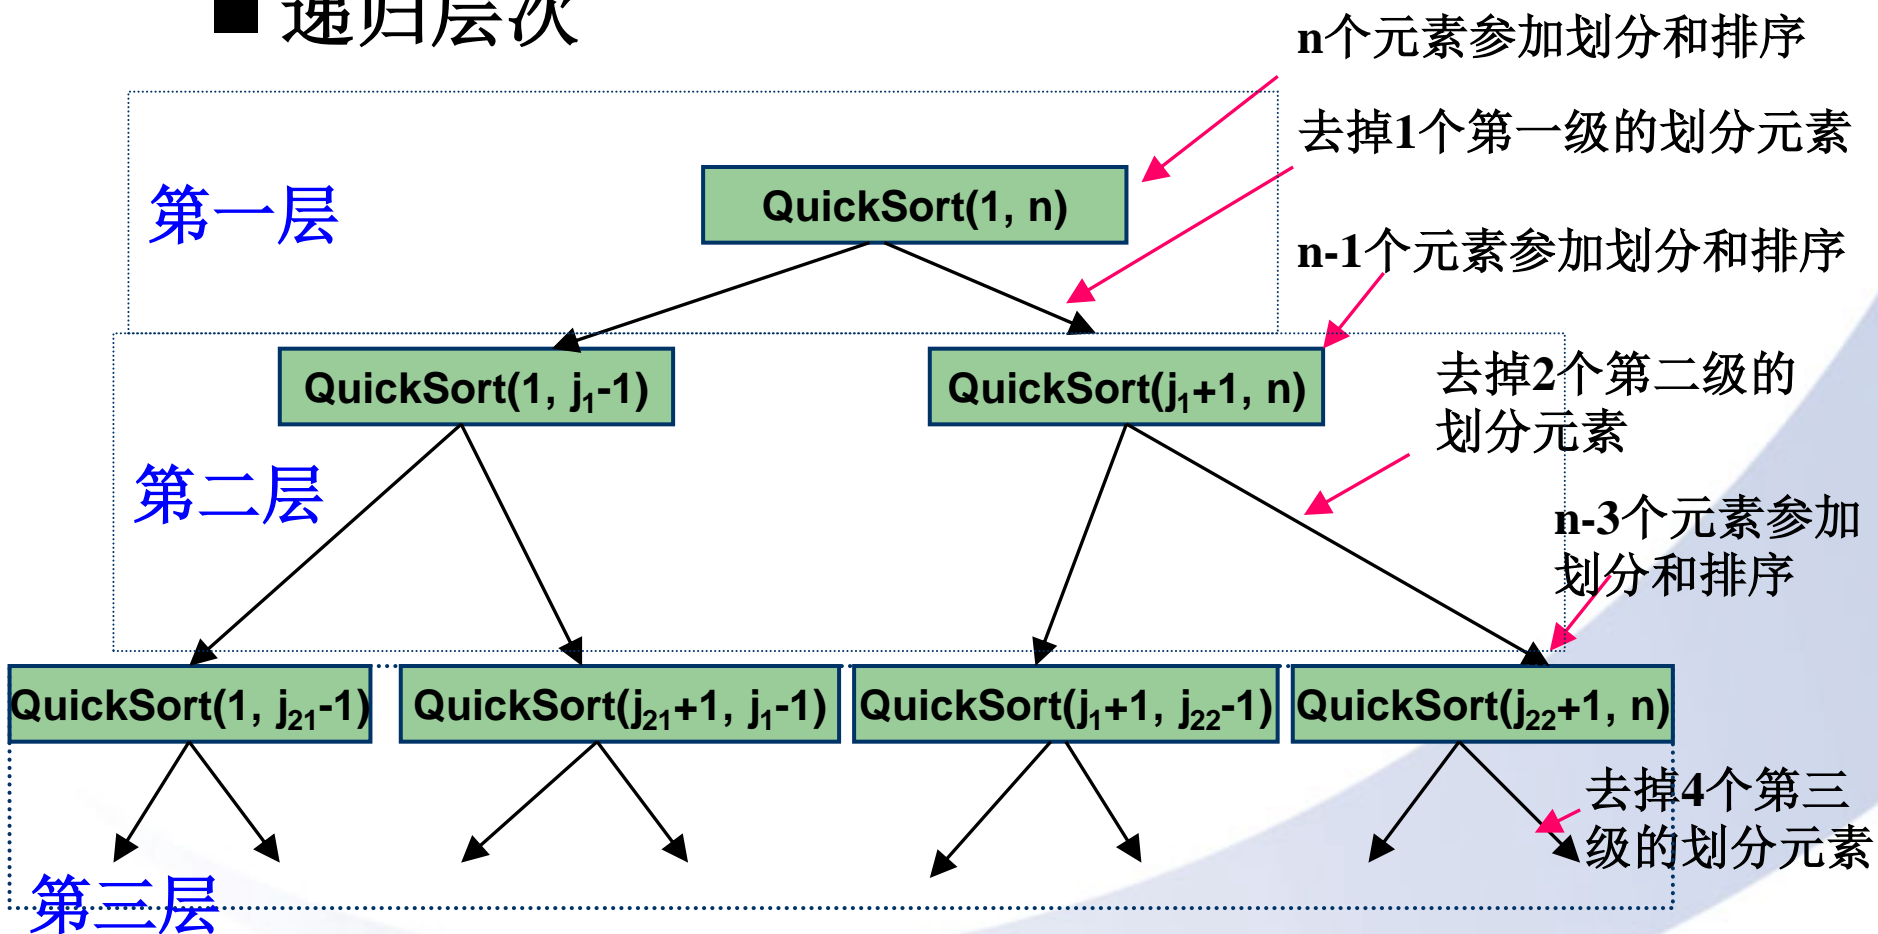 ■ 递归层次
n个元素参加划分和排序
去掉1个第一级的划分元素
第一层
QuickSort(1, n)
n-1个元素参加划分和排序
QuickSort(1, j₁-1)
QuickSort(j₁+1, n)
去掉2个第二级的
划分元素
第二层
n-3个元素参加
划分和排序
QuickSort(1, j₂₁-1)
QuickSort(j₂₁+1, j₁-1)
QuickSort(j₁+1, j₂₂-1)
QuickSort(j₂₂+1, n)
去掉4个第三
级的划分元素
第三层